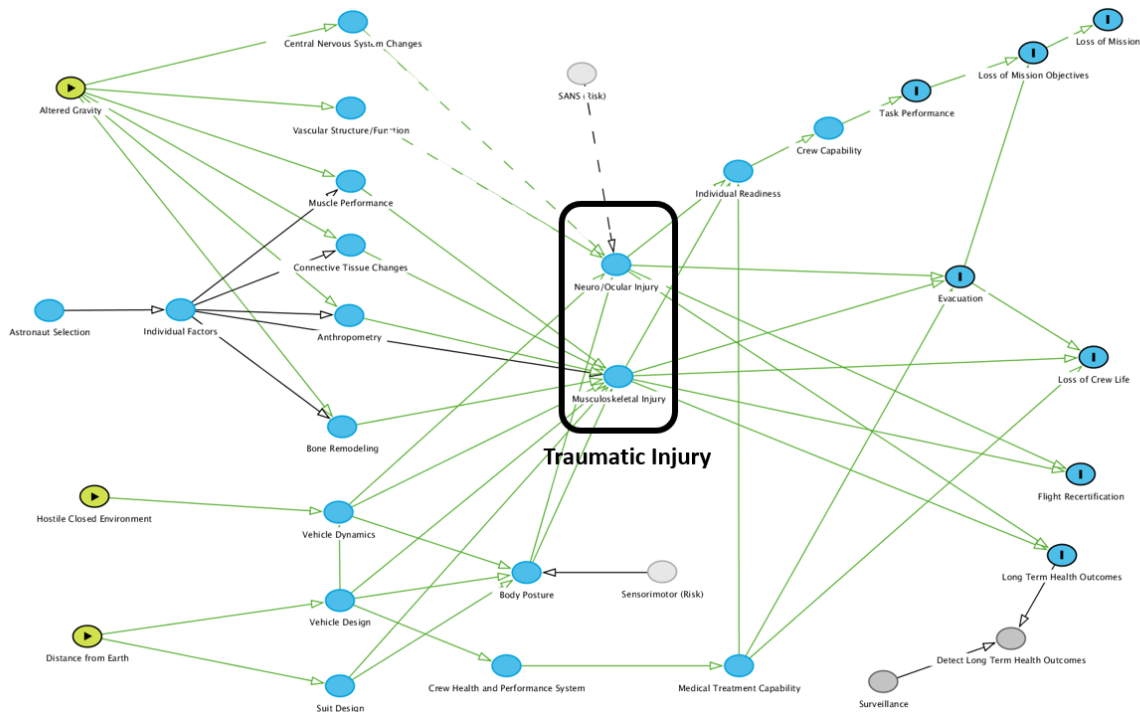 Loss of Mission
Central Nervous System Changes
Loss of Mission Objectives
SANS (Risk)
Altered Gravity
Task Performance
Vascular Structure/Function
Crew Capability
Individual Readiness
Muscle Performance
Connective Tissue Changes
Neuro/Ocular Injury
Evacuation
Astronaut Selection
Individual Factors
Anthropometry
Loss of Crew Life
Musculoskeletal Injury
Bone Remodeling
Traumatic Injury
Flight Recertification
Hostile Closed Environment
Vehicle Dynamics
Long Term Health Outcomes
Body Posture
Sensorimotor (Risk)
Vehicle Design
Distance from Earth
Detect Long Term Health Outcomes
Crew Health and Performance System
Medical Treatment Capability
Surveillance
Suit Design